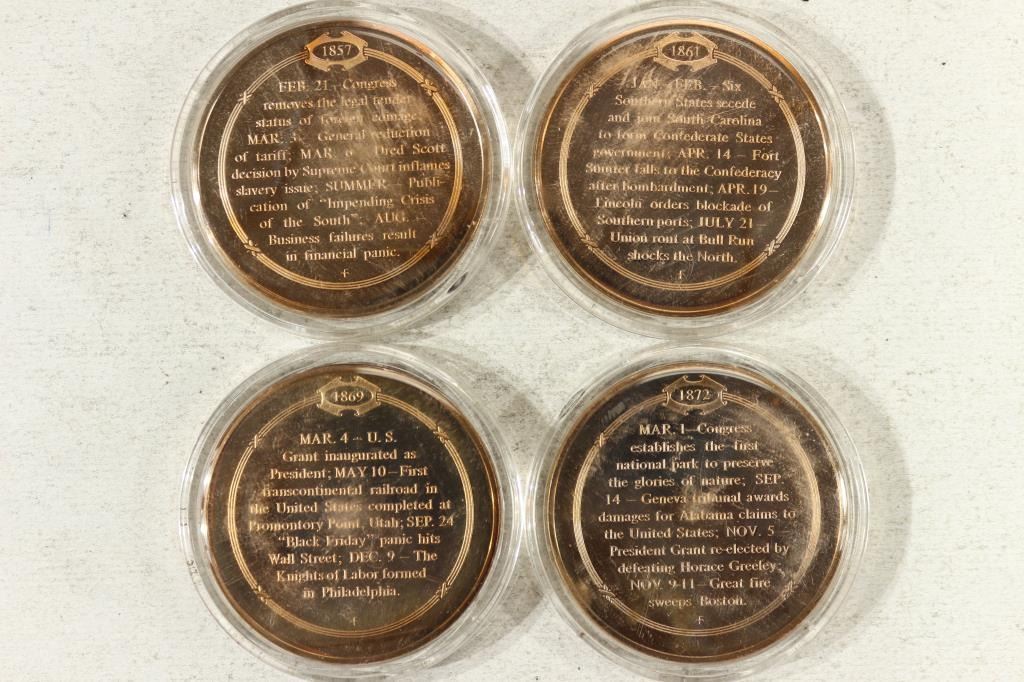 1857
FEB. 21 – Congress
removes the legal tender
status of foreign coinage,
MAR. 3 – General reduction
of tariff; MAR. 6 – Dred Scott
decision by Supreme Court inflames
slavery issue; SUMMER – Publi-
cation of "Impending Crisis
of the South"; AUG. –
Business failures result
in financial panic.
1861
JAN. – FEB. – Six
Southern States secede
and join South Carolina
to form Confederate States
government; APR. 14 – Fort
Sumter falls to the Confederacy
after bombardment; APR. 19 –
Lincoln orders blockade of
Southern ports; JULY 21 –
Union rout at Bull Run
shocks the North.
1869
MAR. 4 – U. S.
Grant inaugurated as
President; MAY 10 – First
transcontinental railroad in
the United States completed at
Promontory Point, Utah; SEP. 24
"Black Friday" panic hits
Wall Street; DEC. 9 – The
Knights of Labor formed
in Philadelphia.
1872
MAR. 1 – Congress
establishes the first
national park to preserve
the glories of nature; SEP.
14 – Geneva tribunal awards
damages for Alabama claims to
the United States; NOV. 5
President Grant re-elected by
defeating Horace Greeley;
NOV. 9-11 – Great fire
sweeps Boston.